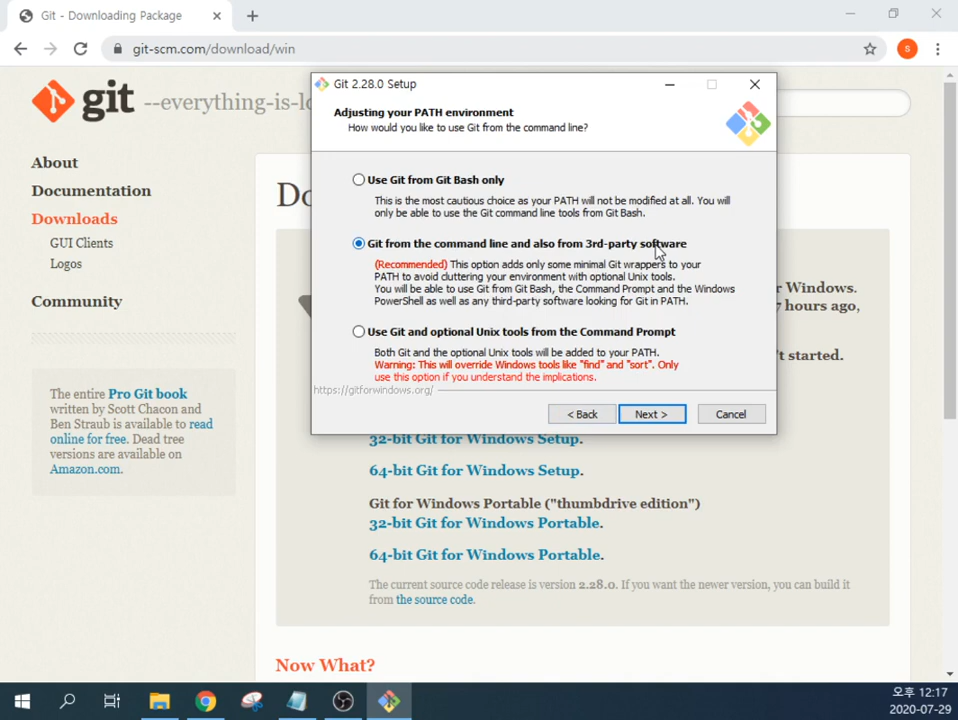 Git - Downloading Package
git-scm.com/download/win
S
git --everything-is-lo
About
Documentation
Downloads
GUI Clients
Logos
Community
The entire Pro Git book
written by Scott Chacon and
Ben Straub is available to read
online for free. Dead tree
versions are available on
Amazon.com.
Do
Git 2.28.0 Setup
Adjusting your PATH environment
How would you like to use Git from the command line?
Use Git from Git Bash only
This is the most cautious choice as your PATH will not be modified at all. You will
only be able to use the Git command line tools from Git Bash.
Git from the command line and also from 3rd-party software
(Recommended) This option adds only some minimal Git wrappers to your
PATH to avoid cluttering your environment with optional Unix tools.
You will be able to use Git from Git Bash, the Command Prompt and the Windows
PowerShell as well as any third-party software looking for Git in PATH.
Use Git and optional Unix tools from the Command Prompt
Both Git and the optional Unix tools will be added to your PATH.
Warning: This will override Windows tools like "find" and "sort". Only
use this option if you understand the implications.
https://gitforwindows.org/
< Back
Next >
Cancel
r Windows.
7 hours ago,
't started.
32-bit Git for Windows Setup.
64-bit Git for Windows Setup.
Git for Windows Portable ("thumbdrive edition")
32-bit Git for Windows Portable.
64-bit Git for Windows Portable.
The current source code release is version 2.28.0. If you want the newer version, you can build it
from the source code.
Now What?
오후 12:17
2020-07-29